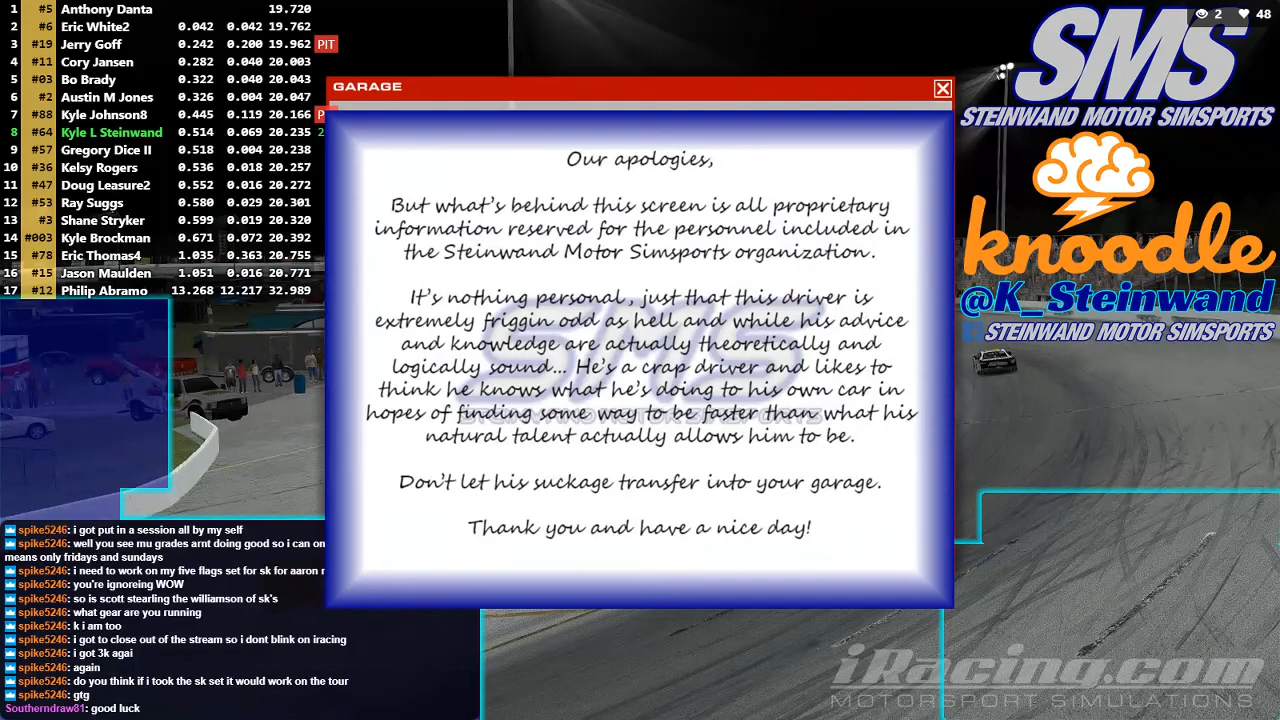 1 #5 Anthony Danta 19.720
2 #6 Eric White2 0.042 0.042 19.762
3 #19 Jerry Goff 0.242 0.200 19.962 PIT
4 #11 Cory Jansen 0.282 0.040 20.003
5 #03 Bo Brady 0.322 0.040 20.043
6 #2 Austin M Jones 0.326 0.004 20.047
7 #88 Kyle Johnson8 0.445 0.119 20.166 P
8 #64 Kyle L Steinwand 0.514 0.069 20.235 2
9 #57 Gregory Dice II 0.518 0.004 20.238
10 #36 Kelsy Rogers 0.536 0.018 20.257
11 #47 Doug Leasure2 0.552 0.016 20.272
12 #53 Ray Suggs 0.580 0.029 20.301
13 #3 Shane Stryker 0.599 0.019 20.320
14 #003 Kyle Brockman 0.671 0.072 20.392
15 #78 Eric Thomas4 1.035 0.363 20.755
16 #15 Jason Maulden 1.051 0.016 20.771
17 #12 Philip Abramo 13.268 12.217 32.989
GARAGE
Our apologies,
But what's behind this screen is all proprietary
information reserved for the personnel included in
the Steinwand Motor Simsports organization.
It's nothing personal, just that this driver is
extremely friggin odd as hell and while his advice
and knowledge are actually theoretically and
logically sound... He's a crap driver and likes to
think he knows what he's doing to his own car in
hopes of finding some way to be faster than what his
natural talent actually allows him to be.
Don't let his suckage transfer into your garage.
Thank you and have a nice day!
SMS
STEINWAND MOTOR SIMSPORTS
2 48
SMS
STEINWAND MOTOR SIMSPORTS
knoodle
@K_Steinwand
STEINWAND MOTOR SIMSPORTS
spike5246: i got put in a session all by my self
spike5246: well you see mu grades arnt doing good so i can on
means only fridays and sundays
spike5246: i need to work on my five flags set for sk for aaron
spike5246: you're ignoreing WOW
spike5246: so is scott stearling the williamson of sk's
spike5246: what gear are you running
spike5246: k i am too
spike5246: i got to close out of the stream so i dont blink on iracing
spike5246: i got 3k agai
spike5246: again
spike5246: do you think if i took the sk set it would work on the tour
spike5246: gtg
Southerndraw81: good luck
iRacing.com
MOTORSPORT SIMULATIONS